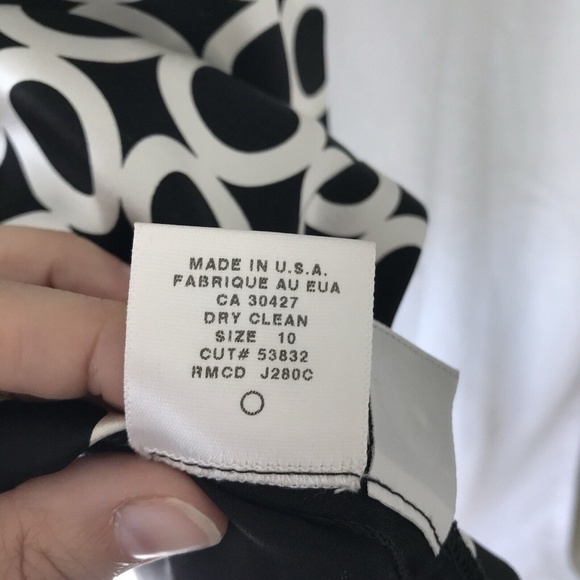 MADE IN U.S.A.
FABRIQUE AU EUA
CA 30427
DRY CLEAN
SIZE 10
CUT# 53832
RMCD J280C